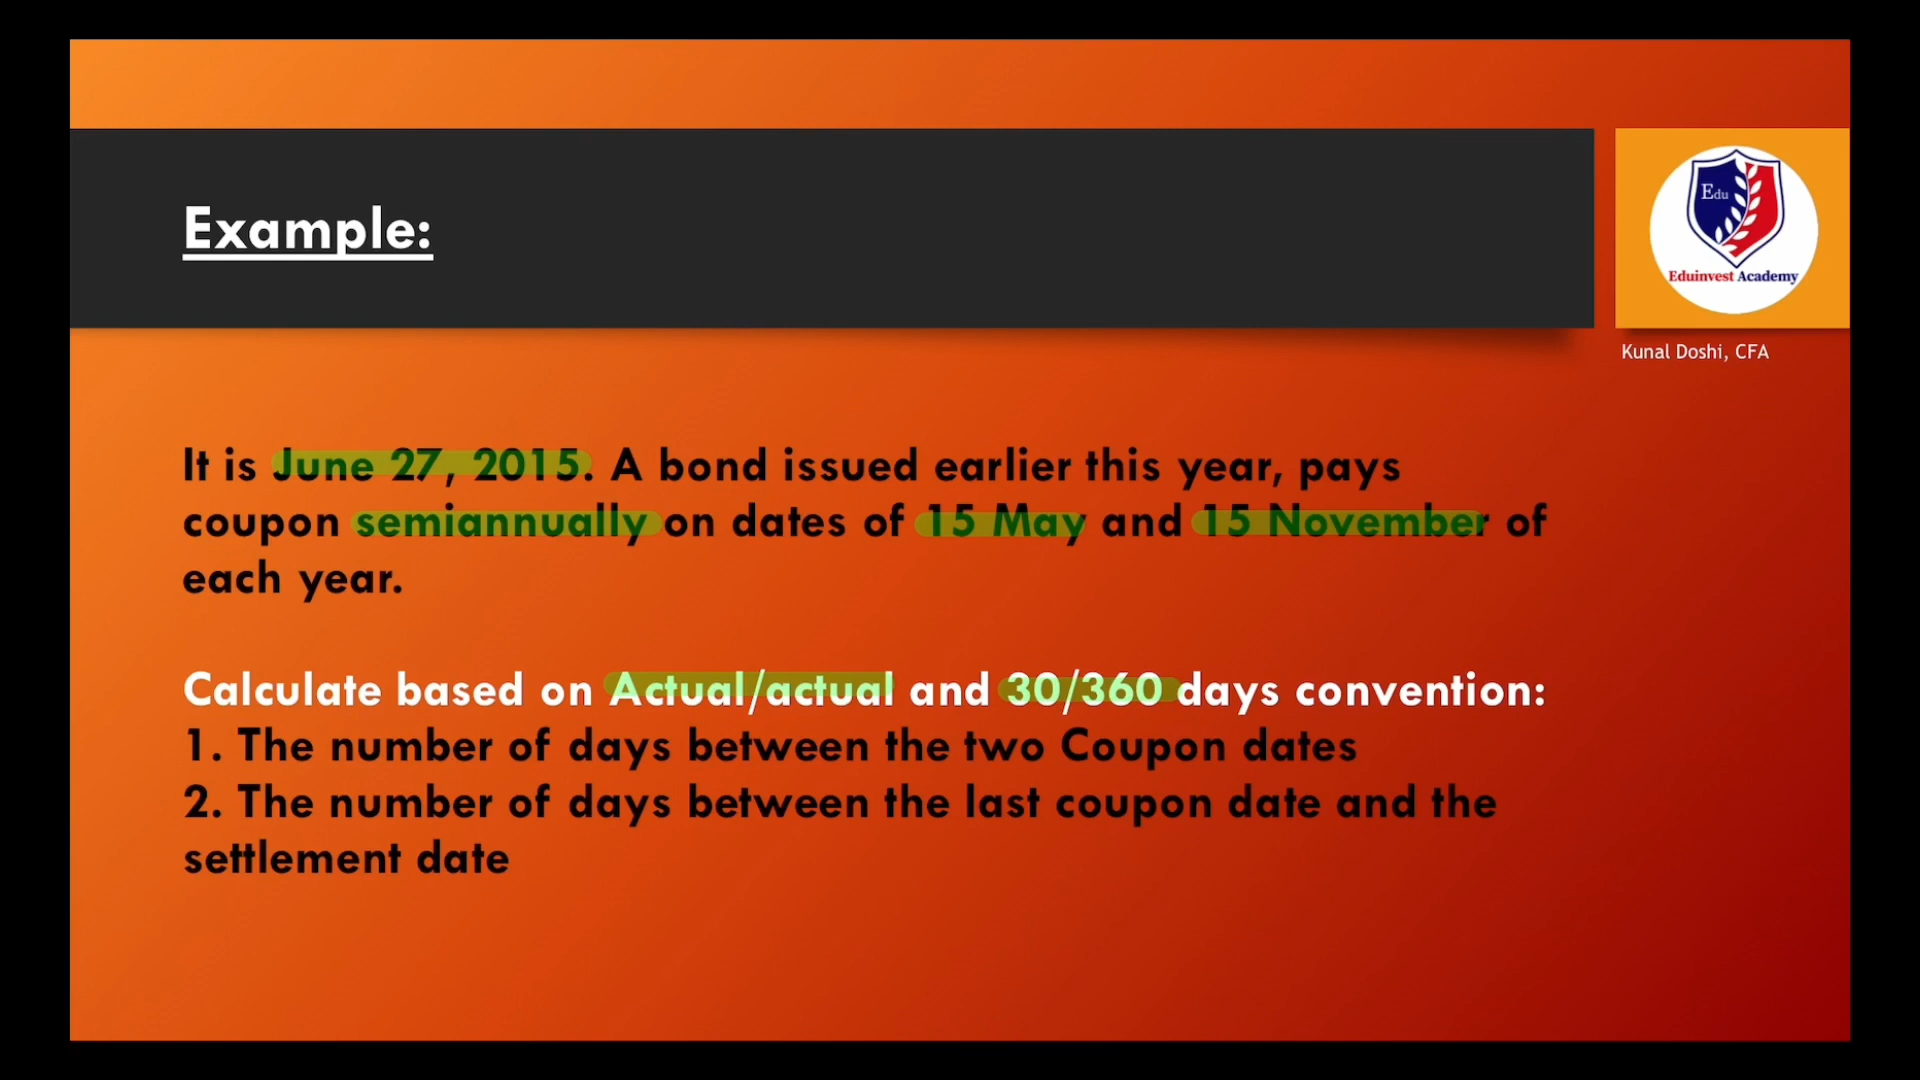 Example:
Edu
Eduinvest Academy
Kunal Doshi, CFA
It is June 27, 2015. A bond issued earlier this year, pays
coupon semiannually on dates of 15 May and 15 November of
each year.
Calculate based on Actual/actual and 30/360 days convention:
1. The number of days between the two Coupon dates
2. The number of days between the last coupon date and the
settlement date